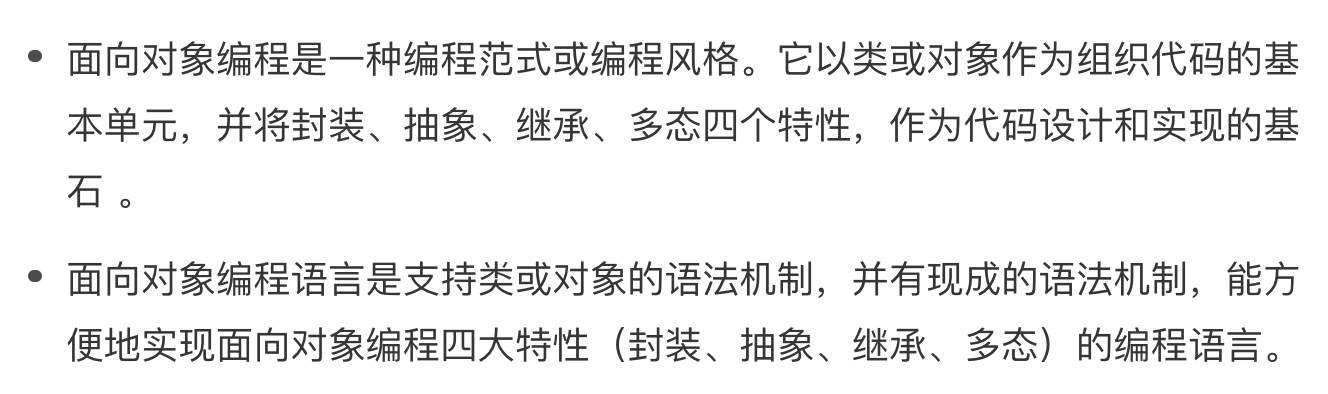 • 面向对象编程是一种编程范式或编程风格。它以类或对象作为组织代码的基
本单元，并将封装、抽象、继承、多态四个特性，作为代码设计和实现的基
石 。
• 面向对象编程语言是支持类或对象的语法机制，并有现成的语法机制，能方
便地实现面向对象编程四大特性（封装、抽象、继承、多态）的编程语言。